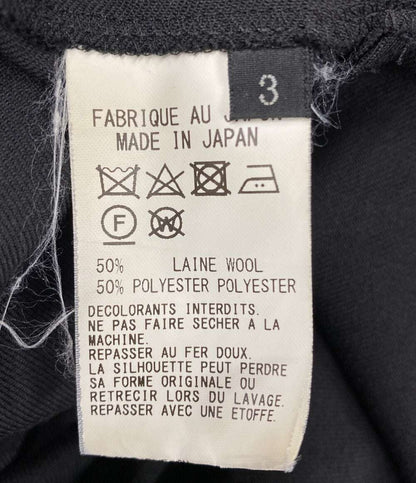 3
FABRIQUE AU JAPON
MADE IN JAPAN
F W
50% LAINE WOOL
50% POLYESTER POLYESTER
DECOLORANTS INTERDITS.
NE PAS FAIRE SECHER A LA
MACHINE.
REPASSER AU FER DOUX.
LA SILHOUETTE PEUT PERDRE
SA FORME ORIGINALE OU
RETRECIR LORS DU LAVAGE.
REPASSER AVEC UNE ETOFFE.